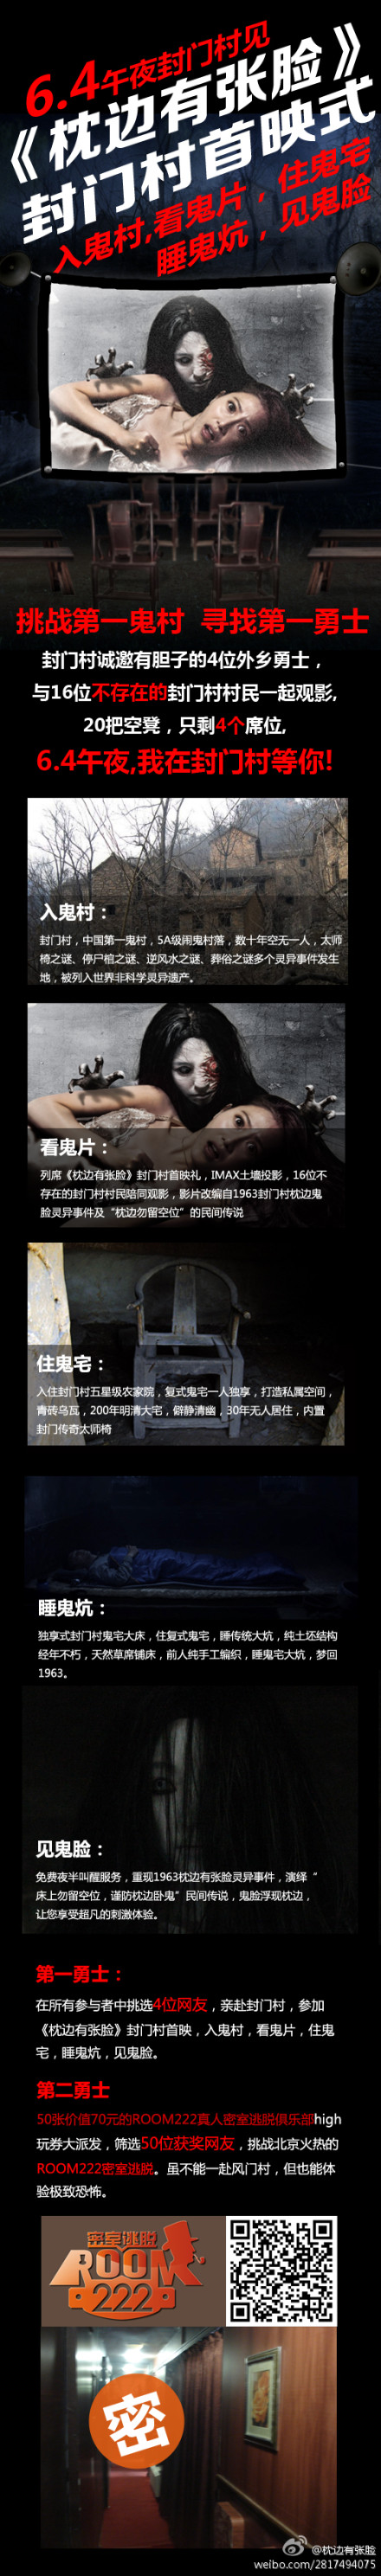 6.4午夜封门村见
《枕边有张脸》
封门村首映式
入鬼村,看鬼片，住鬼宅
睡鬼炕，见鬼脸
挑战第一鬼村 寻找第一勇士
封门村诚邀有胆子的4位外乡勇士，
与16位不存在的封门村村民一起观影,
20把空凳，只剩4个席位,
6.4午夜,我在封门村等你!
入鬼村：
封门村，中国第一鬼村，5A级闹鬼村落，数十年空无一人，太师
椅之谜、停尸棺之谜、逆风水之谜、葬俗之谜多个灵异事件发生
地，被列入世界非科学灵异遗产。
看鬼片：
列席《枕边有张脸》封门村首映礼，IMAX土墙投影，16位不
存在的封门村村民陪同观影，影片改编自1963封门村枕边鬼
脸灵异事件及“枕边勿留空位”的民间传说
住鬼宅：
入住封门村五星级农家院，复式鬼宅一人独享，打造私属空间，
青砖乌瓦，200年明清大宅，僻静清幽，30年无人居住，内置
封门传奇太师椅
睡鬼炕：
独享式封门村鬼宅大床，住复式鬼宅，睡传统大炕，纯土坯结构
经年不朽，天然草席铺床，前人纯手工编织，睡鬼宅大炕，梦回
1963。
见鬼脸：
免费夜半叫醒服务，重现1963枕边有张脸灵异事件，演绎“
床上勿留空位，谨防枕边卧鬼”民间传说，鬼脸浮现枕边，
让您享受超凡的刺激体验。
第一勇士：
在所有参与者中挑选4位网友，亲赴封门村，参加
《枕边有张脸》封门村首映，入鬼村，看鬼片，住鬼
宅，睡鬼炕，见鬼脸。
第二勇士
50张价值70元的ROOM222真人密室逃脱俱乐部high
玩券大派发，筛选50位获奖网友，挑战北京火热的
ROOM222密室逃脱。虽不能一赴风门村，但也能体
验极致恐怖。
密室逃脱
ROOM
222
密
@枕边有张脸
weibo.com/2817494075